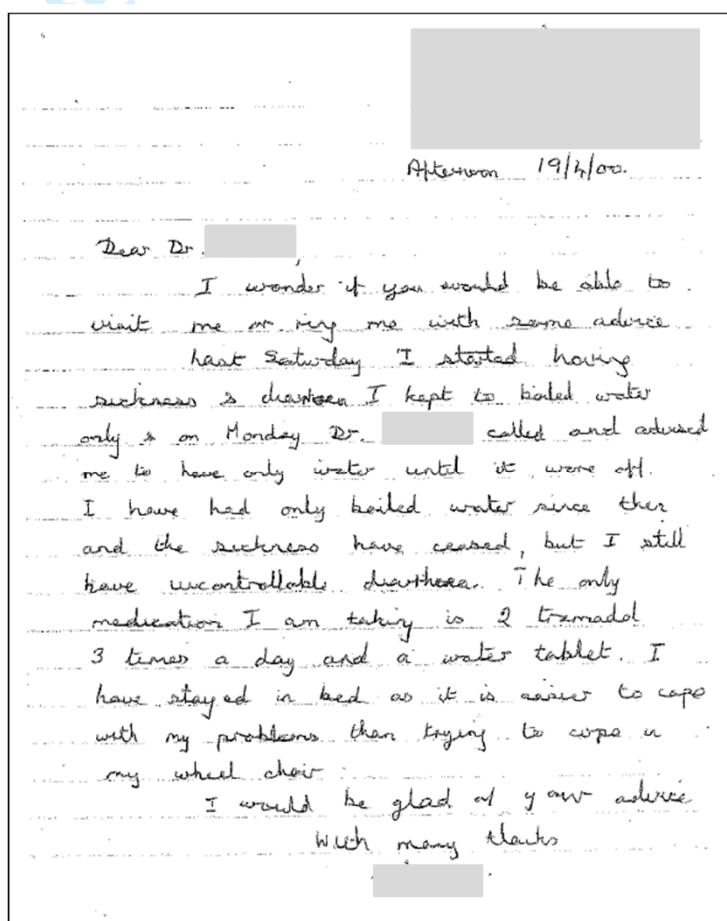 Afternoon 19/4/00.
Dear Dr.
,
I wonder if you would be able to
visit me or ring me with some advice
Last Saturday I started having
sickness & diarrhoea I kept to boiled water
only & on Monday Dr. called and advised
me to have only water until it wore off.
I have had only boiled water since then
and the sickness have ceased, but I still
have uncontrollable diarrhoea. The only
medication I am taking is 2 tramadol
3 times a day and a water tablet. I
have stayed in bed as it is easier to cope
with my problems than trying to cope in
my wheel chair
I would be glad of your advice
With many thanks